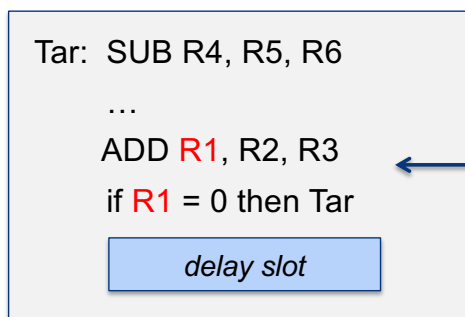 Tar: SUB R4, R5, R6
…
ADD R1, R2, R3
if R1 = 0 then Tar
delay slot